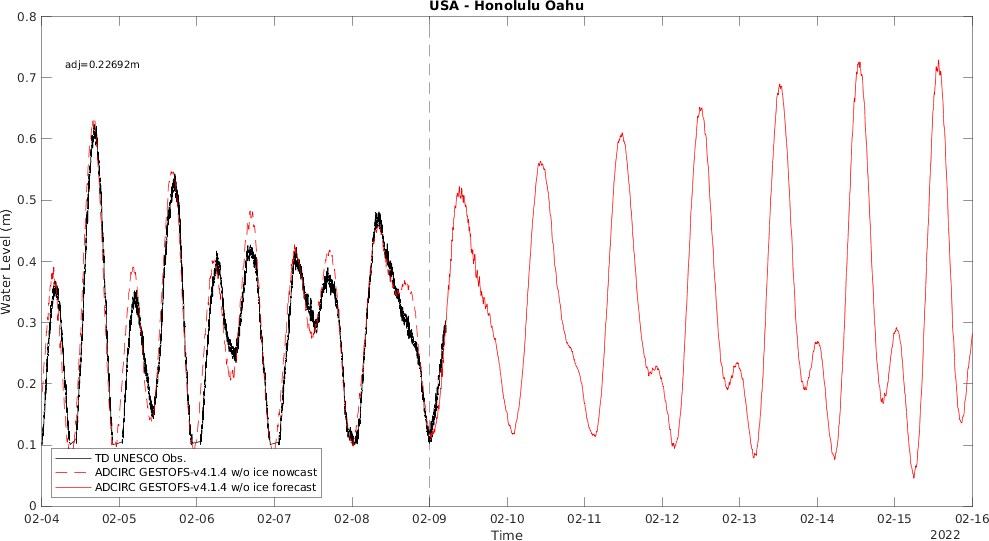 USA - Honolulu Oahu
adj=0.22692m
0.8
0.7
0.6
0.5
0.4
0.3
0.2
0.1
0
Water Level (m)
TD UNESCO Obs.
ADCIRC GESTOFS-v4.1.4 w/o ice nowcast
ADCIRC GESTOFS-v4.1.4 w/o ice forecast
02-04 02-05 02-06 02-07 02-08 02-09 02-10 02-11 02-12 02-13 02-14 02-15 02-16
Time
2022